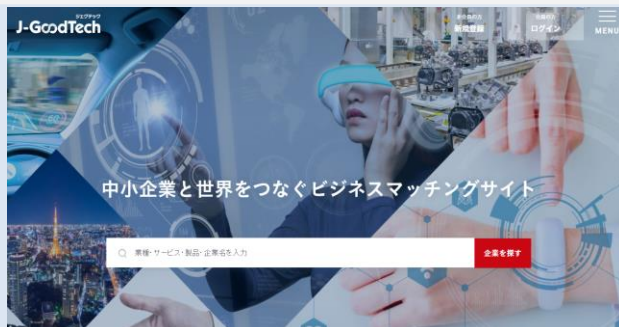 ジェグテック
J-GoodTech
新規登録
ログイン
MENU
中小企業と世界をつなぐビジネスマッチングサイト
業種・サービス・製品・企業名を入力
企業を探す